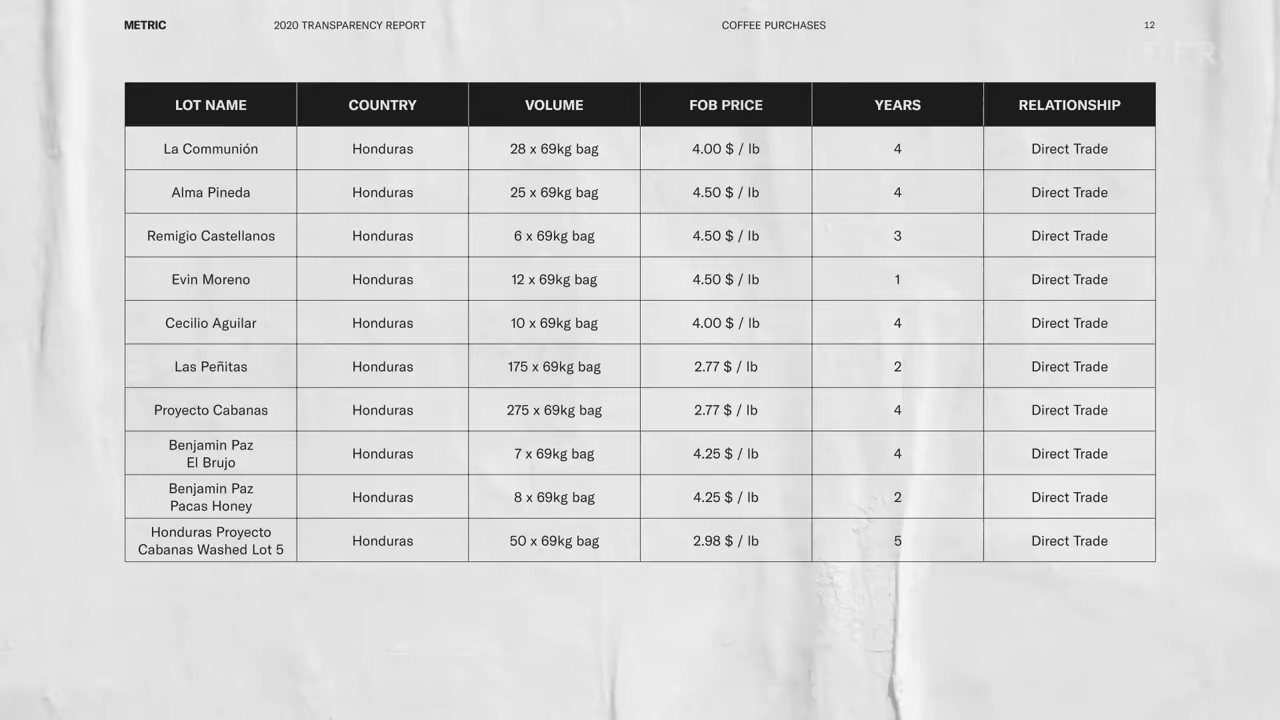 METRIC 2020 TRANSPARENCY REPORT COFFEE PURCHASES 12
LOT NAME COUNTRY VOLUME FOB PRICE YEARS RELATIONSHIP
La Communión Honduras 28 x 69kg bag 4.00 $ / lb 4 Direct Trade
Alma Pineda Honduras 25 x 69kg bag 4.50 $ / lb 4 Direct Trade
Remigio Castellanos Honduras 6 x 69kg bag 4.50 $ / lb 3 Direct Trade
Evin Moreno Honduras 12 x 69kg bag 4.50 $ / lb 1 Direct Trade
Cecilio Aguilar Honduras 10 x 69kg bag 4.00 $ / lb 4 Direct Trade
Las Peñitas Honduras 175 x 69kg bag 2.77 $ / lb 2 Direct Trade
Proyecto Cabanas Honduras 275 x 69kg bag 2.77 $ / lb 4 Direct Trade
Benjamin Paz
El Brujo Honduras 7 x 69kg bag 4.25 $ / lb 4 Direct Trade
Benjamin Paz
Pacas Honey Honduras 8 x 69kg bag 4.25 $ / lb 2 Direct Trade
Honduras Proyecto
Cabanas Washed Lot 5 Honduras 50 x 69kg bag 2.98 $ / lb 5 Direct Trade